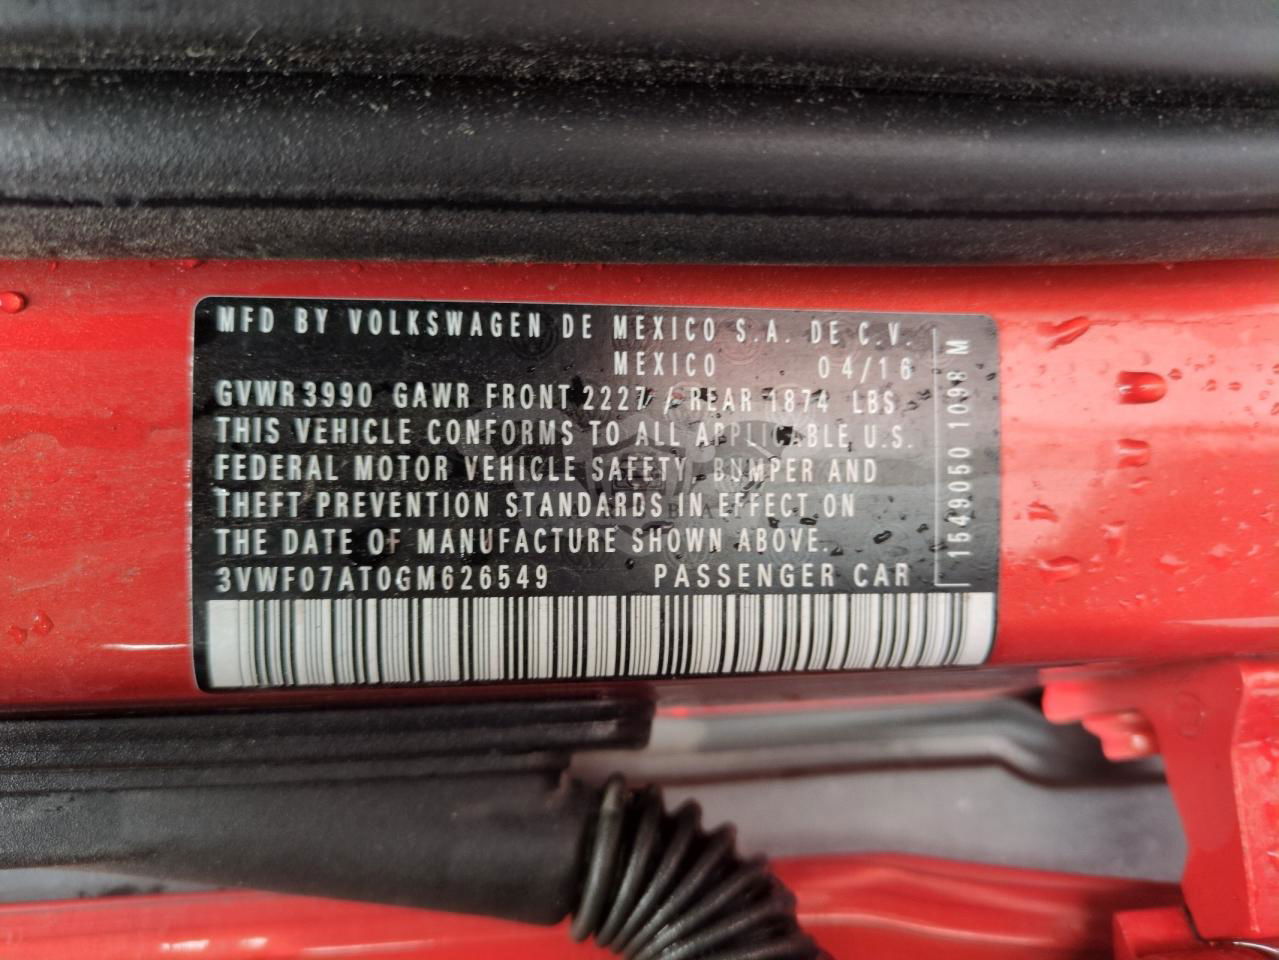 MFD BY VOLKSWAGEN DE MEXICO S.A. DE C.V.
MEXICO 04/16
GVWR 3990 GAWR FRONT 2227 / REAR 1874 LBS
THIS VEHICLE CONFORMS TO ALL APPLICABLE U.S.
FEDERAL MOTOR VEHICLE SAFETY, BUMPER AND
THEFT PREVENTION STANDARDS IN EFFECT ON
THE DATE OF MANUFACTURE SHOWN ABOVE.
3VWF07AT0GM626549 PASSENGER CAR
1549050 1098 M